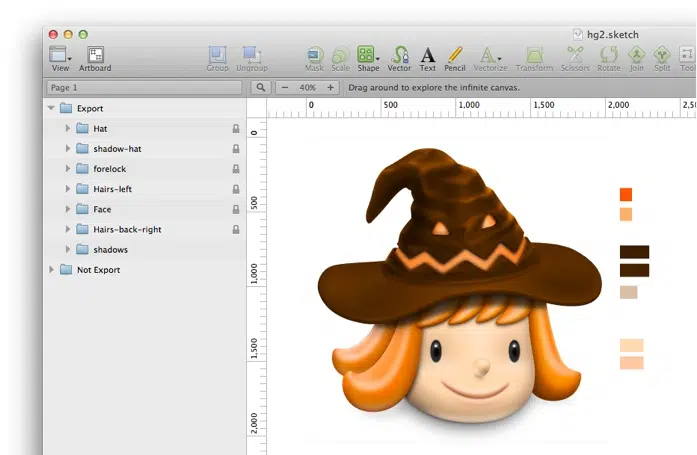 hg2.sketch
View Artboard Group Ungroup Mask Scale Shape Vector Text Pencil Vectorize Transform Scissors Rotate Join Split Tool
Page 1 40% Drag around to explore the infinite canvas.
0 500 1,000 1,500 2,000 2,5
Export
Hat
shadow-hat
forelock
Hairs-left
Face
Hairs-back-right
shadows
Not Export
0
500
1,000
1,500
2,000